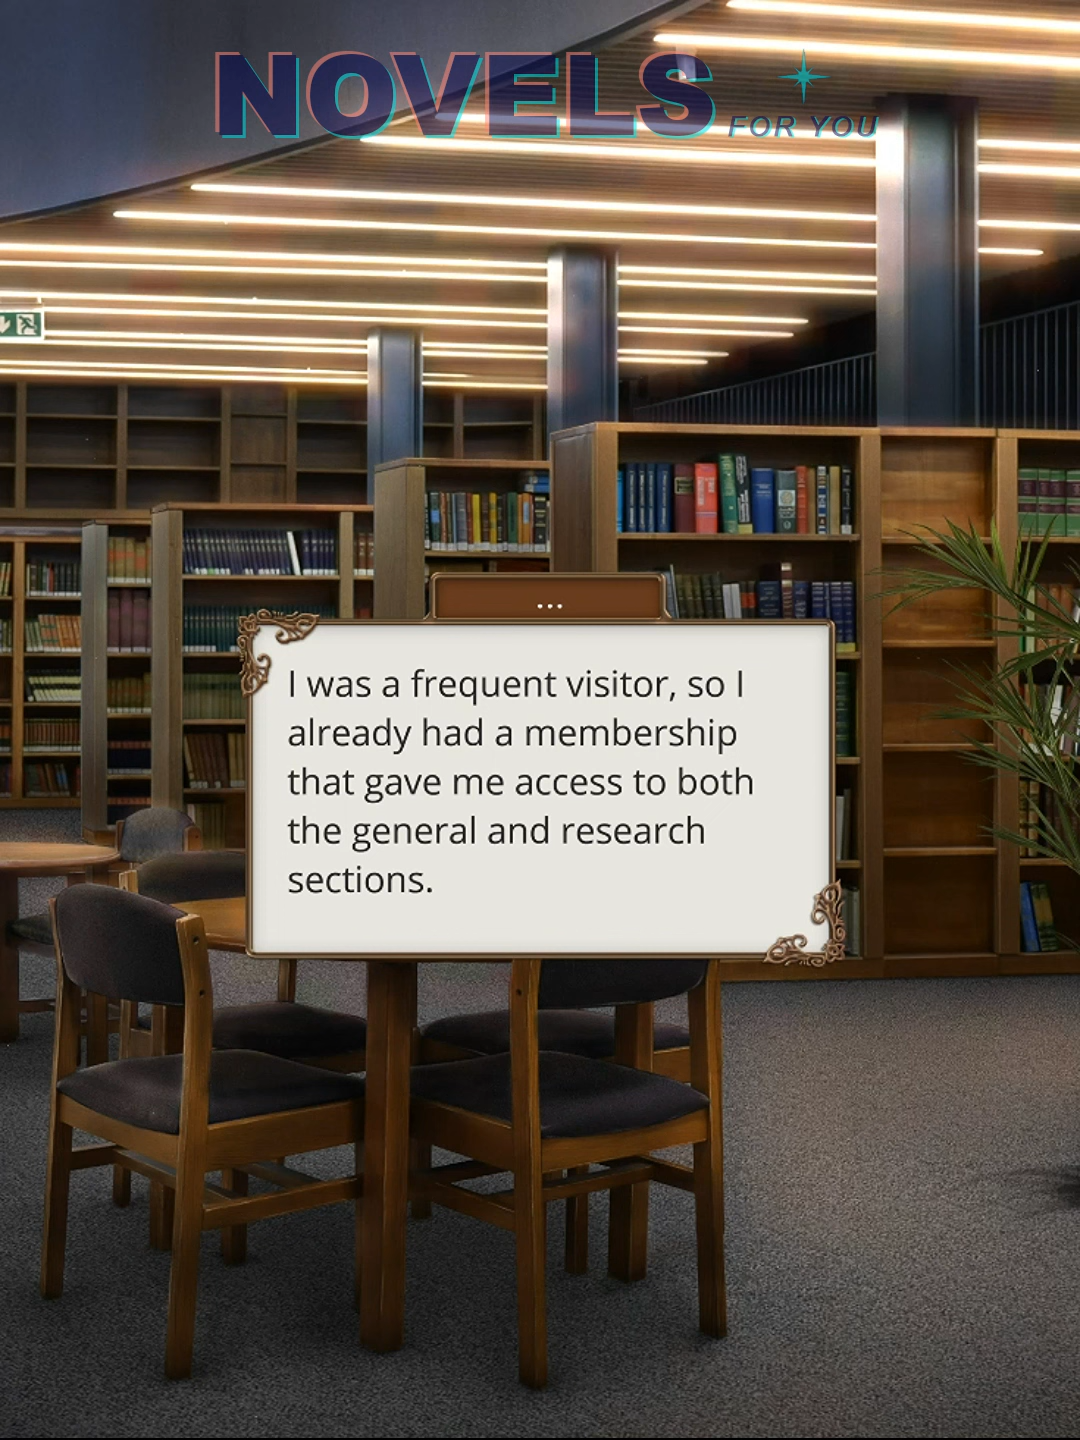 NOVELS
FOR YOU
...
I was a frequent visitor, so I
already had a membership
that gave me access to both
the general and research
sections.